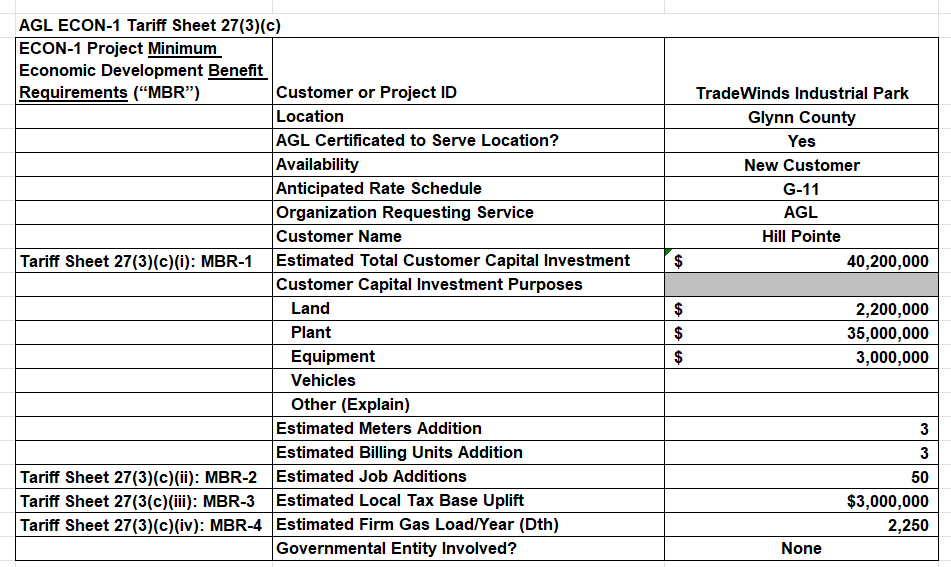 AGL ECON-1 Tariff Sheet 27(3)(c)
ECON-1 Project Minimum
Economic Development Benefit
Requirements (“MBR”) Customer or Project ID TradeWinds Industrial Park
Location Glynn County
AGL Certificated to Serve Location? Yes
Availability New Customer
Anticipated Rate Schedule G-11
Organization Requesting Service AGL
Customer Name Hill Pointe
Tariff Sheet 27(3)(c)(i): MBR-1 Estimated Total Customer Capital Investment $ 40,200,000
Customer Capital Investment Purposes
Land $ 2,200,000
Plant $ 35,000,000
Equipment $ 3,000,000
Vehicles
Other (Explain)
Estimated Meters Addition 3
Estimated Billing Units Addition 3
Tariff Sheet 27(3)(c)(ii): MBR-2 Estimated Job Additions 50
Tariff Sheet 27(3(c)(iii): MBR-3 Estimated Local Tax Base Uplift $3,000,000
Tariff Sheet 27(3)(c)(iv): MBR-4 Estimated Firm Gas Load/Year (Dth) 2,250
Governmental Entity Involved? None